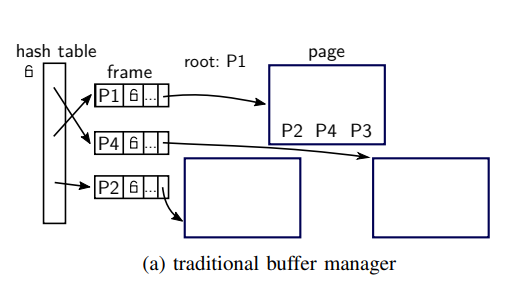 hash table
frame
root: P1
page
P1 ...
P2 P4 P3
P4 ...
P2 ...
(a) traditional buffer manager